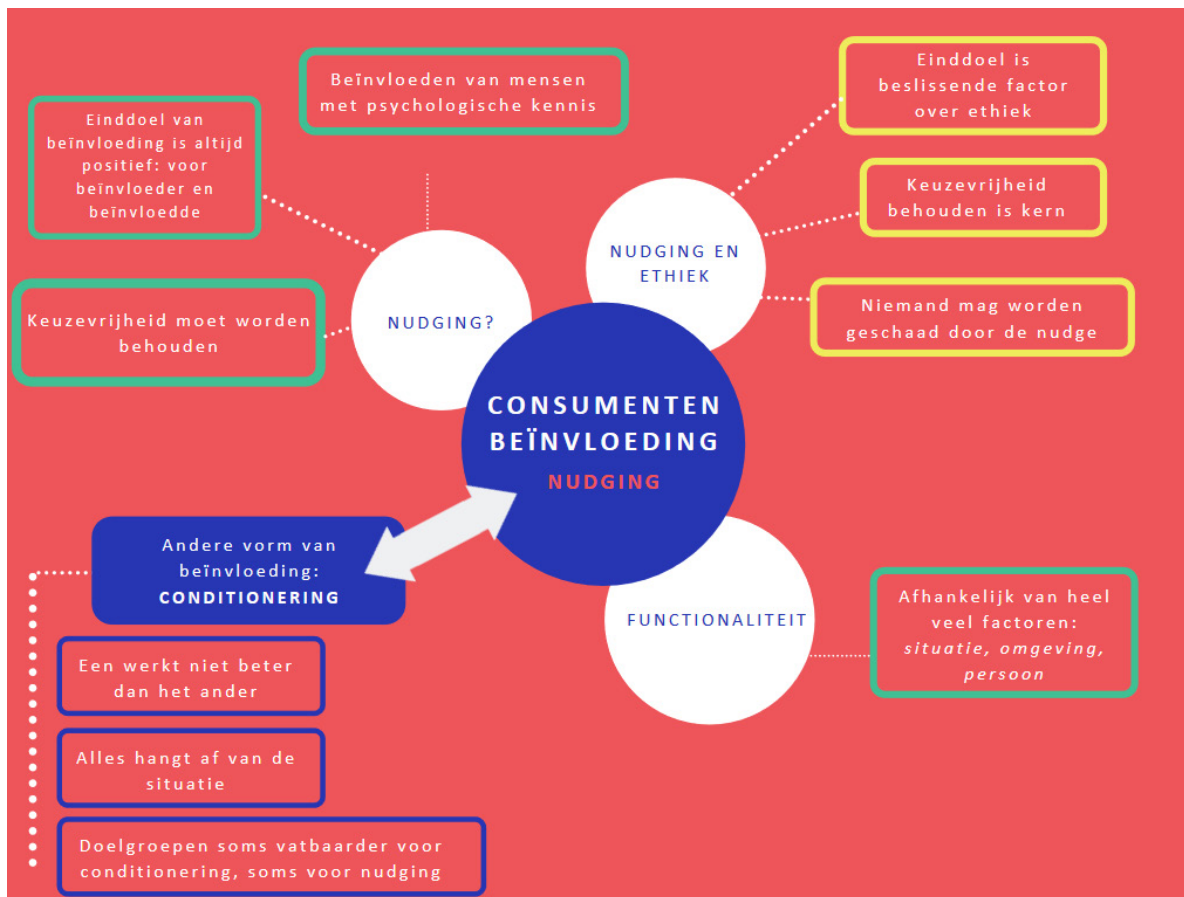 Beïnvloeden van mensen
met psychologische kennis
Einddoel van
beïnvloeding is altijd
positief: voor
beïnvloeder en
beïnvloedde
Keuzevrijheid moet worden
behouden
NUDGING?
Einddoel is
beslissende factor
over ethiek
Keuzevrijheid
behouden is kern
Niemand mag worden
geschaad door de nudge
NUDGING EN
ETHIEK
CONSUMENTEN
BEÏNVLOEDING
NUDGING
Andere vorm van
beïnvloeding:
CONDITIONERING
Een werkt niet beter
dan het ander
Alles hangt af van de
situatie
Doelgroepen soms vatbaarder voor
conditionering, soms voor nudging
FUNCTIONALITEIT
Afhankelijk van heel
veel factoren:
situatie, omgeving,
persoon